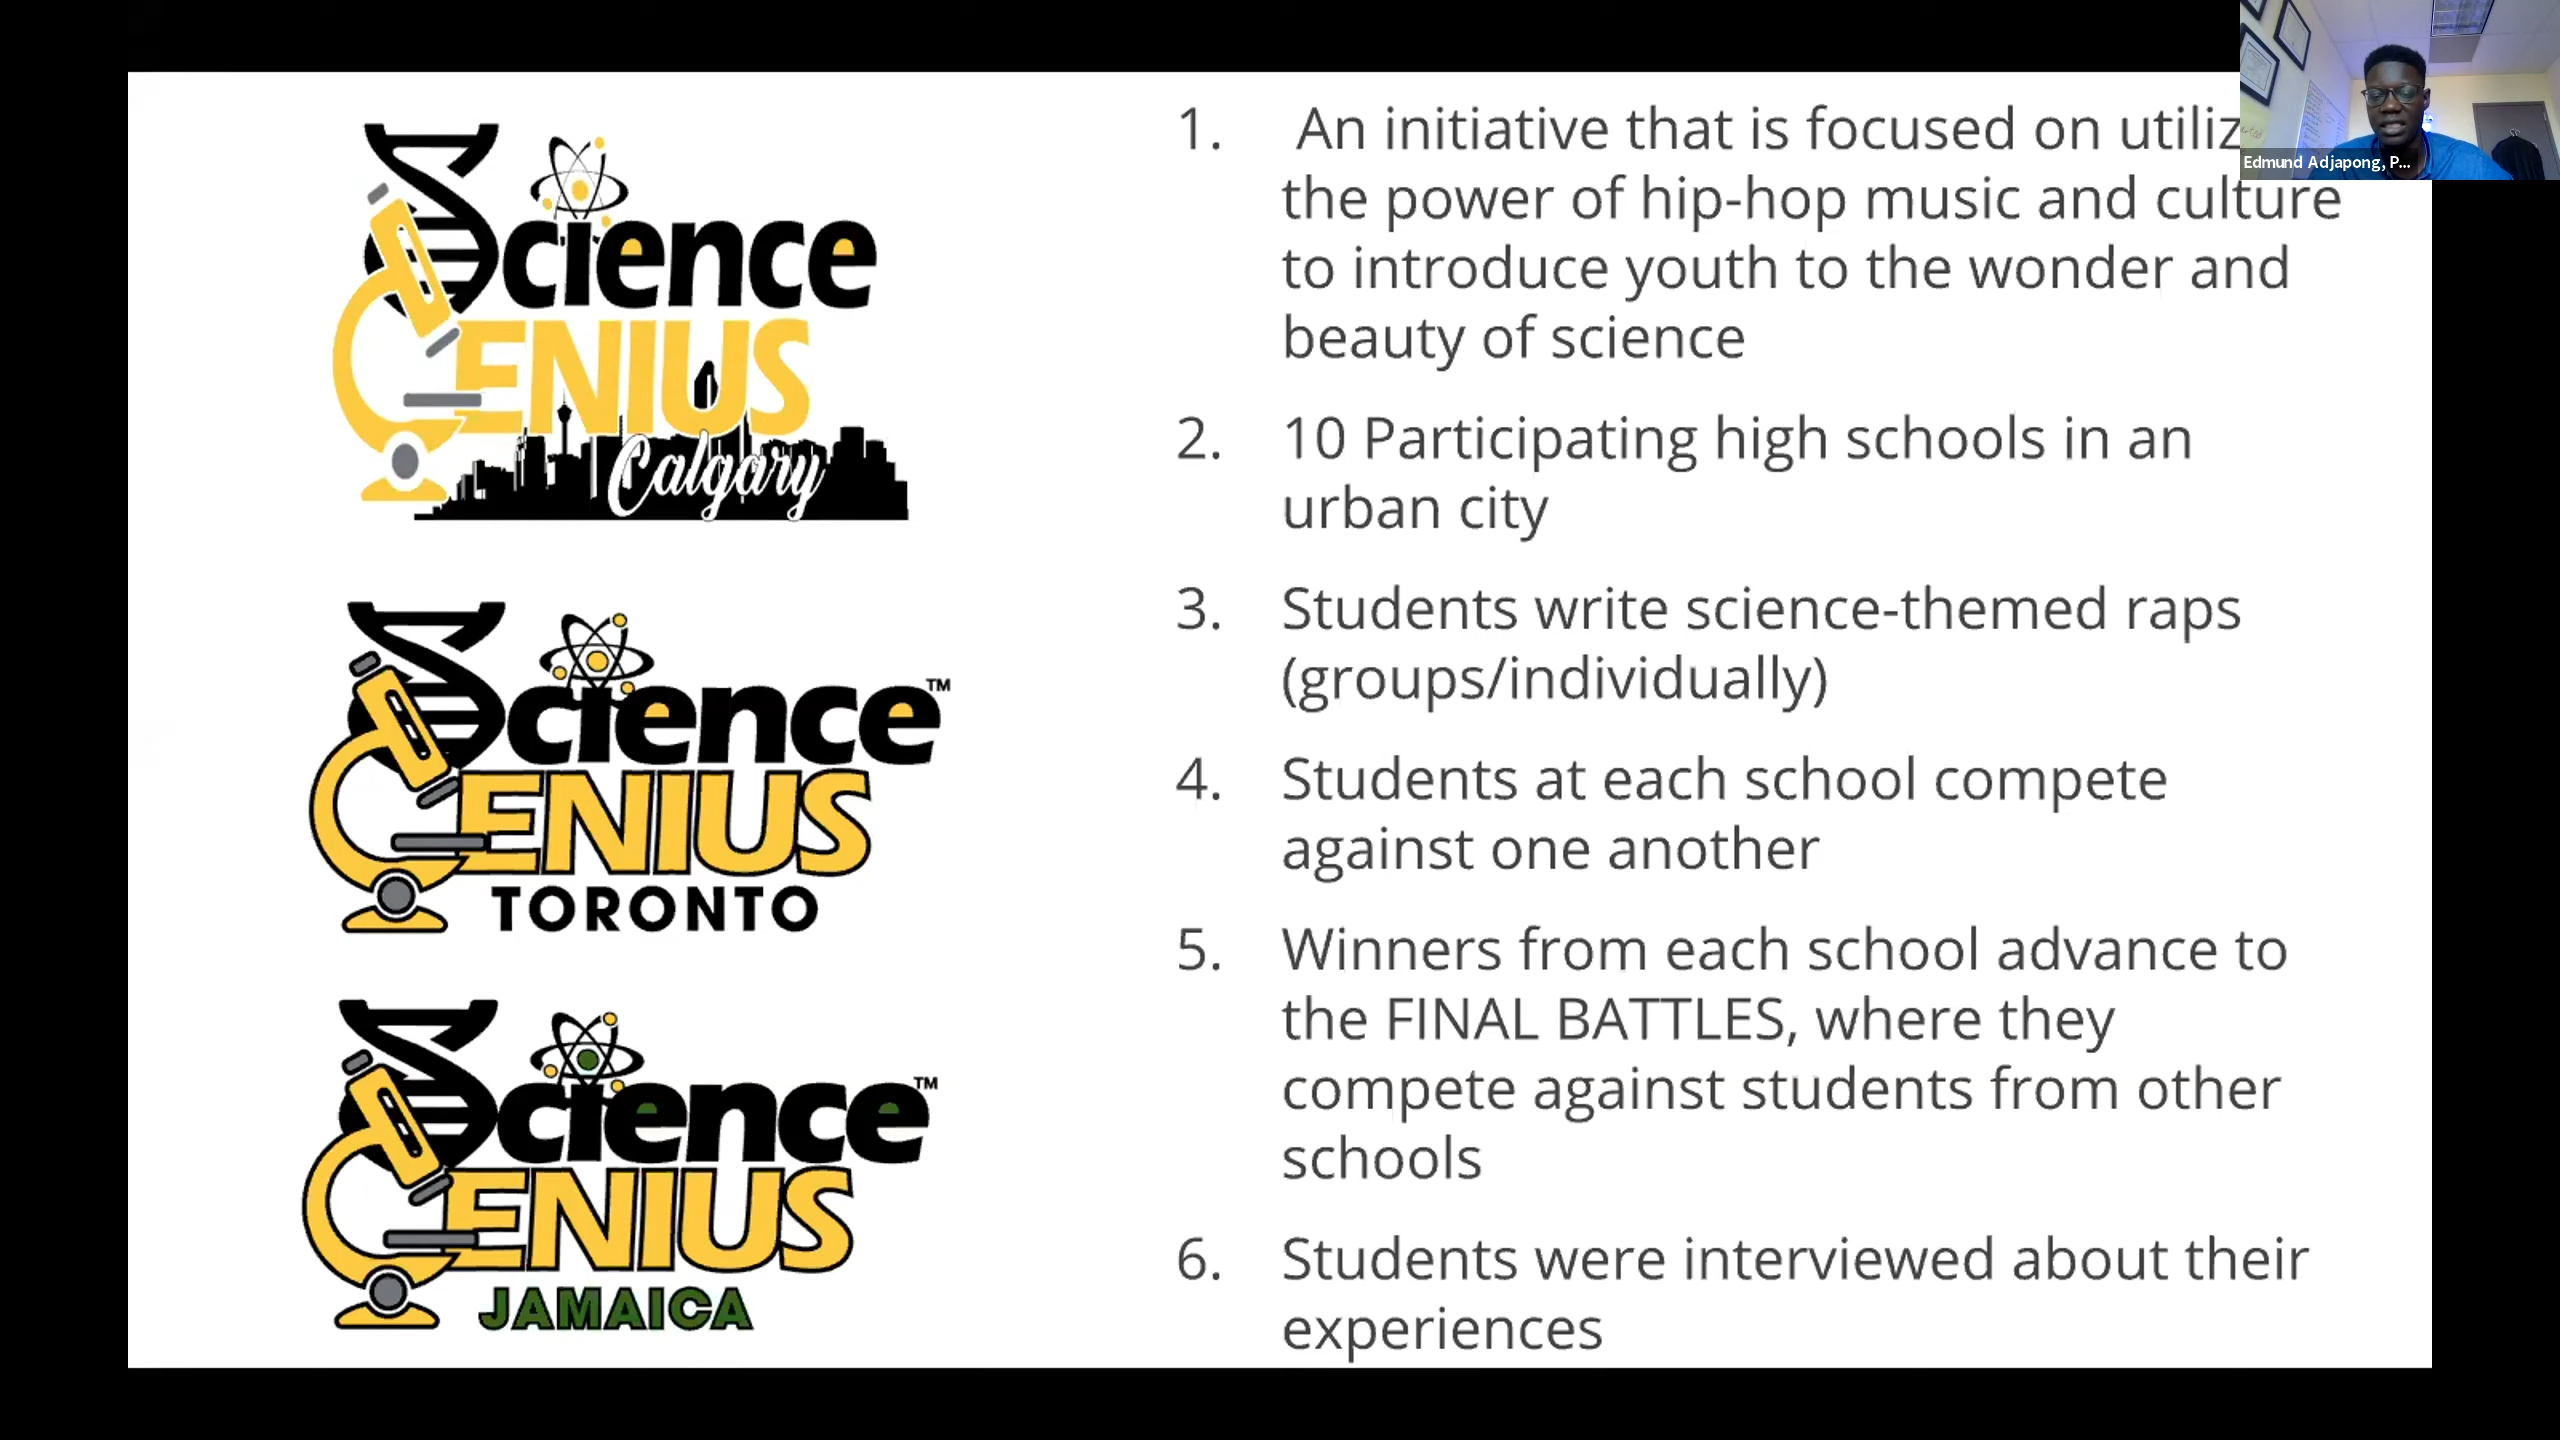 Science
GENIUS
Calgary
Science™
GENIUS
TORONTO
Science™
GENIUS
JAMAICA
1. An initiative that is focused on utiliz
the power of hip-hop music and culture
to introduce youth to the wonder and
beauty of science
2. 10 Participating high schools in an
urban city
3. Students write science-themed raps
(groups/individually)
4. Students at each school compete
against one another
5. Winners from each school advance to
the FINAL BATTLES, where they
compete against students from other
schools
6. Students were interviewed about their
experiences
Edmund Adjapong, P...